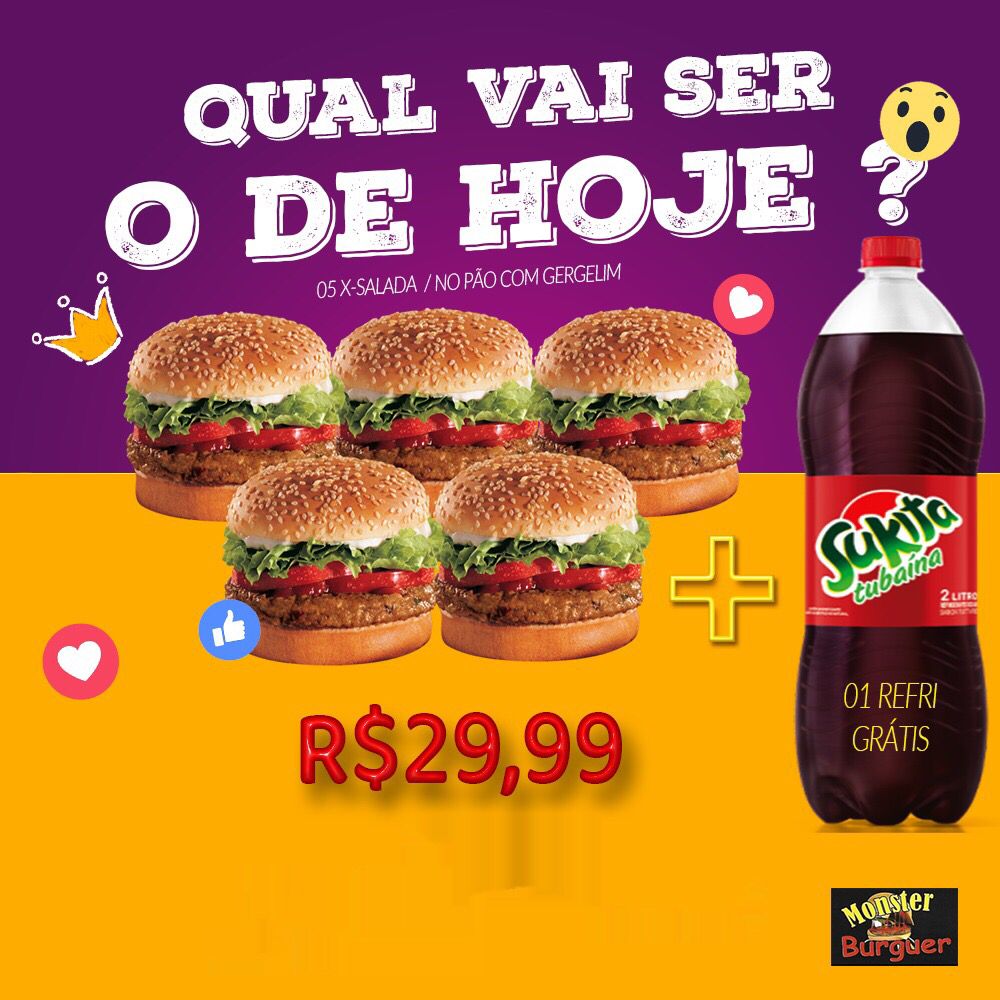 QUAL VAI SER
O DE HOJE ?
05 X-SALADA / NO PÃO COM GERGELIM
Sukita
tubaína
2 LITRO
01 REFRI
GRÁTIS
R$29,99
Monster
Burguer